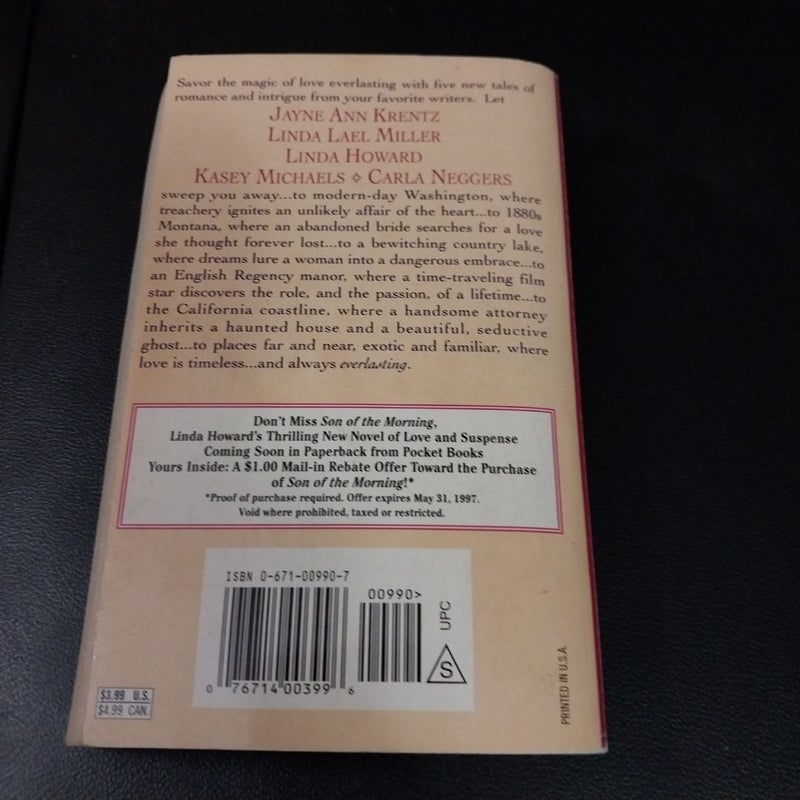 Savor the magic of love everlasting with five new tales of
romance and intrigue from your favorite writers. Let
JAYNE ANN KRENTZ
LINDA LAEL MILLER
LINDA HOWARD
KASEY MICHAELS ⟡ CARLA NEGGERS
sweep you away...to modern-day Washington, where
treachery ignites an unlikely affair of the heart...to 1880s
Montana, where an abandoned bride searches for a love
she thought forever lost...to a bewitching country lake,
where dreams lure a woman into a dangerous embrace...to
an English Regency manor, where a time-traveling film
star discovers the role, and the passion, of a lifetime...to
the California coastline, where a handsome attorney
inherits a haunted house and a beautiful, seductive
ghost...to places far and near, exotic and familiar, where
love is timeless...and always everlasting.
Don't Miss Son of the Morning,
Linda Howard's Thrilling New Novel of Love and Suspense
Coming Soon in Paperback from Pocket Books
Yours Inside: A $1.00 Mail-in Rebate Offer Toward the Purchase
of Son of the Morning!*
*Proof of purchase required. Offer expires May 31, 1997.
Void where prohibited, taxed or restricted.
ISBN 0-671-00990-7
00990>
UPC
S
0 76714 00399 6
$3.99 U.S.
$4.99 CAN.
PRINTED IN U.S.A.